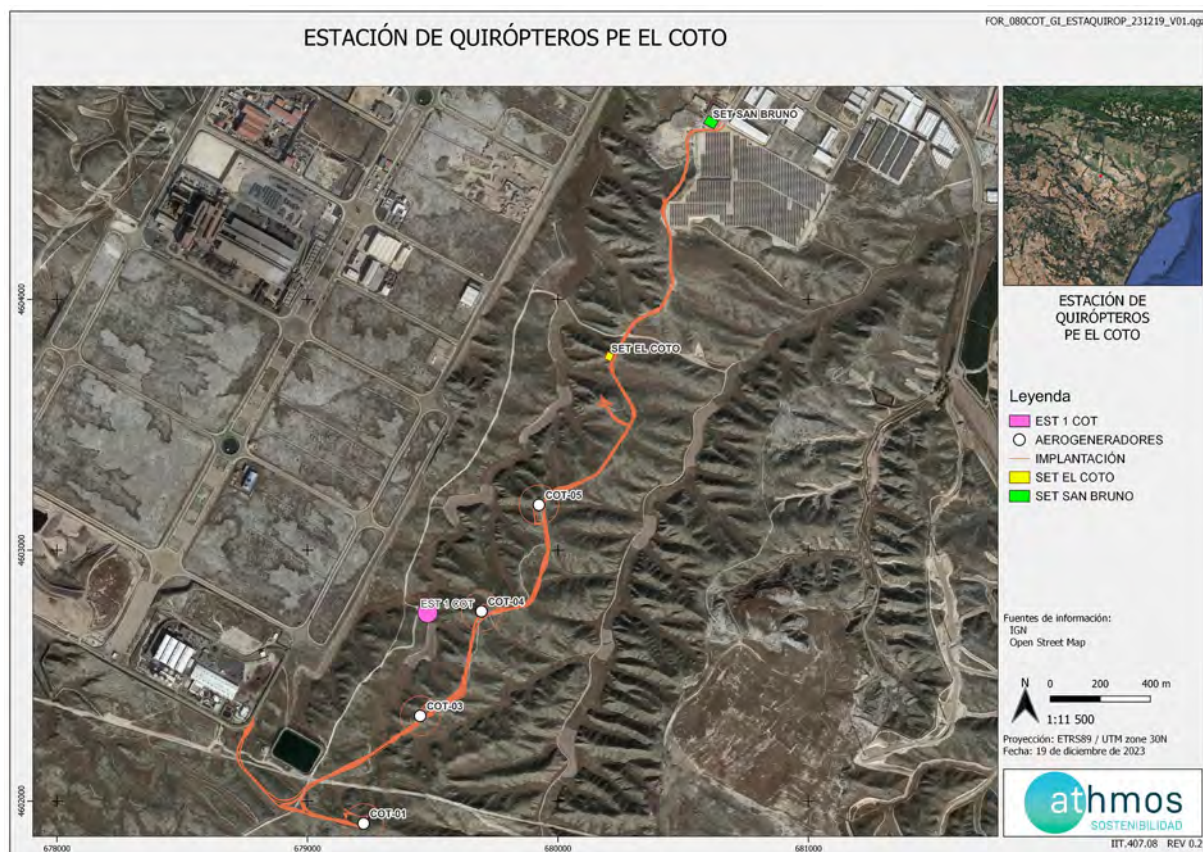 FOR_080COT_GI_ESTAQUIROP_231219_V01.qgz
ESTACIÓN DE QUIRÓPTEROS PE EL COTO
SET SAN BRUNO
SET EL COTO
COT-05
EST 1 COT
COT-04
COT-03
COT-01
4604000
4603000
4602000
678000
679000
680000
681000
ESTACIÓN DE
QUIRÓPTEROS
PE EL COTO
Leyenda
EST 1 COT
AEROGENERADORES
IMPLANTACIÓN
SET EL COTO
SET SAN BRUNO
Fuentes de información:
IGN
Open Street Map
N
0 200 400 m
1:11 500
Proyección: ETRS89 / UTM zone 30N
Fecha: 19 de diciembre de 2023
athmos
SOSTENIBILIDAD
IIT.407.08 REV 0.2